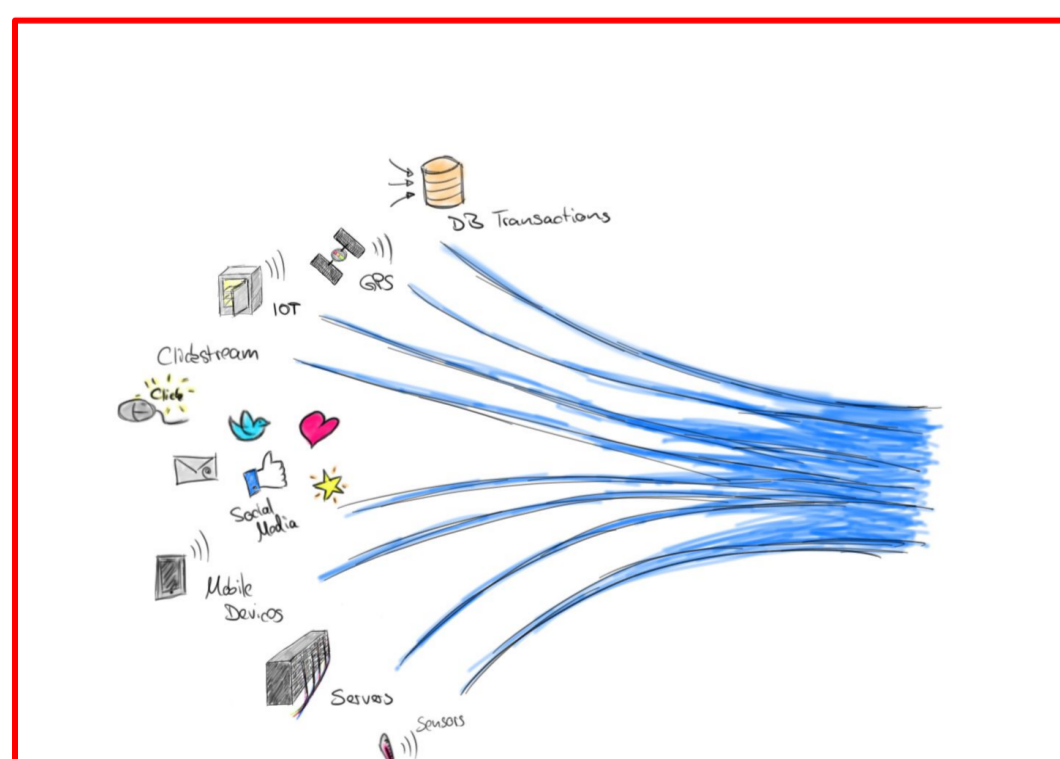 DB Transactions
GPS
IOT
Clickstream
Click
Social
Media
Mobile
Devices
Servers
Sensors